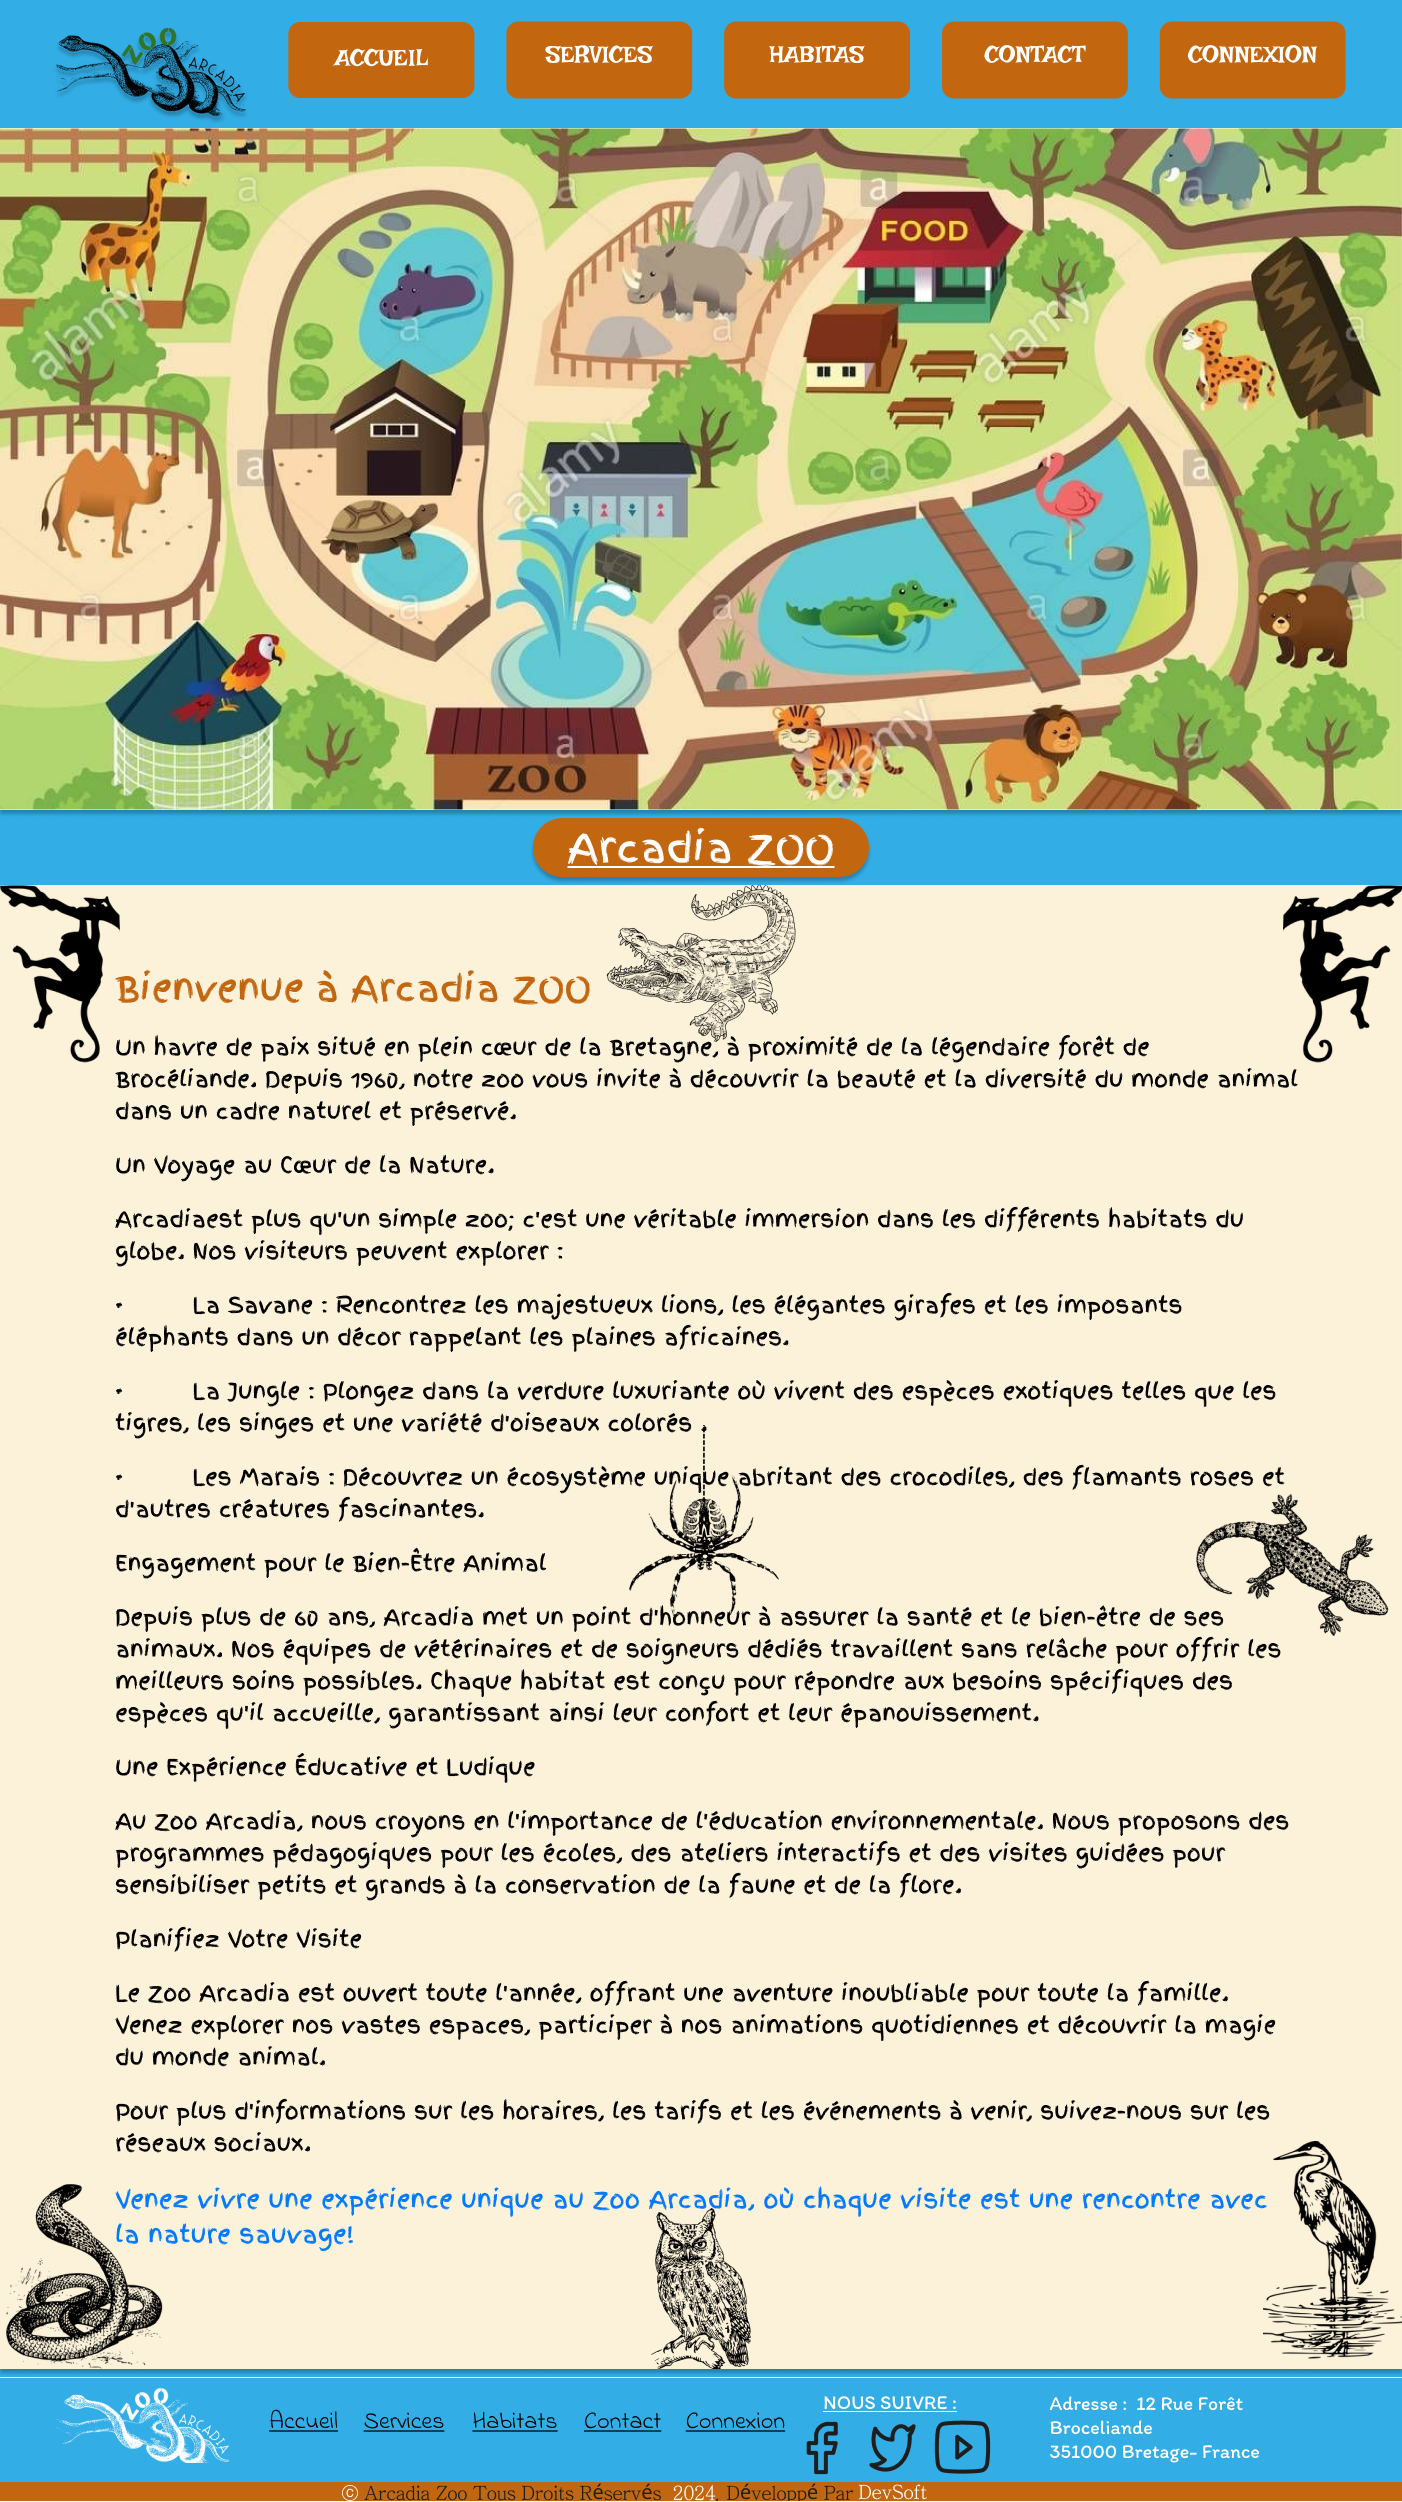 ZOO
ARCADIA
ACCUEIL
SERVICES
HABITAS
CONTACT
CONNEXION
a
a
a
a
FOOD
alamy
alamy
a
a
a
alamy
a
a
a
a
a
a
a
a
alamy
a
a
a
ZOO
Arcadia ZOO
Bienvenue à Arcadia ZOO
Un havre de paix situé en plein cœur de la Bretagne, à proximité de la légendaire forêt de
Brocéliande. Depuis 1960, notre zoo vous invite à découvrir la beauté et la diversité du monde animal
dans un cadre naturel et préservé.
Un Voyage au Cœur de la Nature.
Arcadiaest plus qu'un simple zoo; c'est une véritable immersion dans les différents habitats du
globe. Nos visiteurs peuvent explorer :
• La Savane : Rencontrez les majestueux lions, les élégantes girafes et les imposants
éléphants dans un décor rappelant les plaines africaines.
• La Jungle : Plongez dans la verdure luxuriante où vivent des espèces exotiques telles que les
tigres, les singes et une variété d'oiseaux colorés .
• Les Marais : Découvrez un écosystème unique abritant des crocodiles, des flamants roses et
d'autres créatures fascinantes.
Engagement pour le Bien-Être Animal
Depuis plus de 60 ans, Arcadia met un point d'honneur à assurer la santé et le bien-être de ses
animaux. Nos équipes de vétérinaires et de soigneurs dédiés travaillent sans relâche pour offrir les
meilleurs soins possibles. Chaque habitat est conçu pour répondre aux besoins spécifiques des
espèces qu'il accueille, garantissant ainsi leur confort et leur épanouissement.
Une Expérience Éducative et Ludique
Au Zoo Arcadia, nous croyons en l'importance de l'éducation environnementale. Nous proposons des
programmes pédagogiques pour les écoles, des ateliers interactifs et des visites guidées pour
sensibiliser petits et grands à la conservation de la faune et de la flore.
Planifiez Votre Visite
Le Zoo Arcadia est ouvert toute l'année, offrant une aventure inoubliable pour toute la famille.
Venez explorer nos vastes espaces, participer à nos animations quotidiennes et découvrir la magie
du monde animal.
Pour plus d'informations sur les horaires, les tarifs et les événements à venir, suivez-nous sur les
réseaux sociaux.
Venez vivre une expérience unique au Zoo Arcadia, où chaque visite est une rencontre avec
la nature sauvage!
ZOO
ARCADIA
Accueil Services Habitats Contact Connexion
NOUS SUIVRE :
Adresse : 12 Rue Forêt
Broceliande
351000 Bretage- France
© Arcadia Zoo Tous Droits Réservés 2024. Développé Par DevSoft